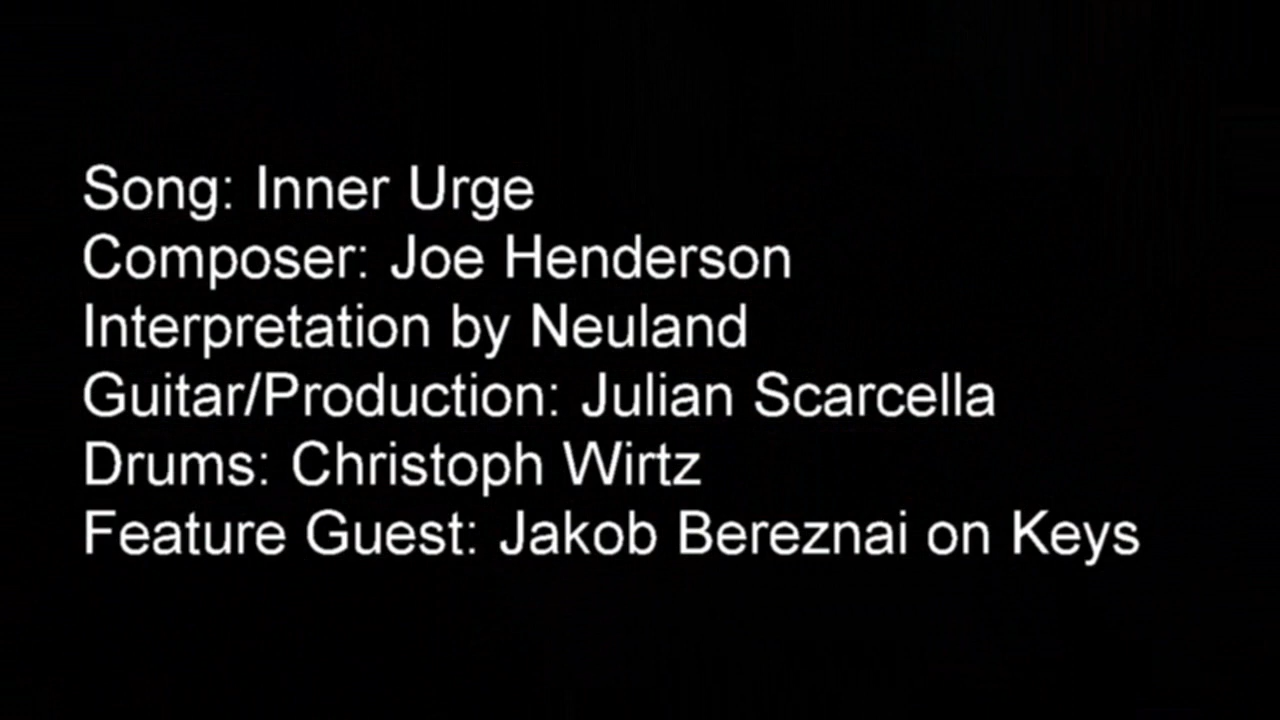 Song: Inner Urge
Composer: Joe Henderson
Interpretation by Neuland
Guitar/Production: Julian Scarcella
Drums: Christoph Wirtz
Feature Guest: Jakob Bereznai on Keys